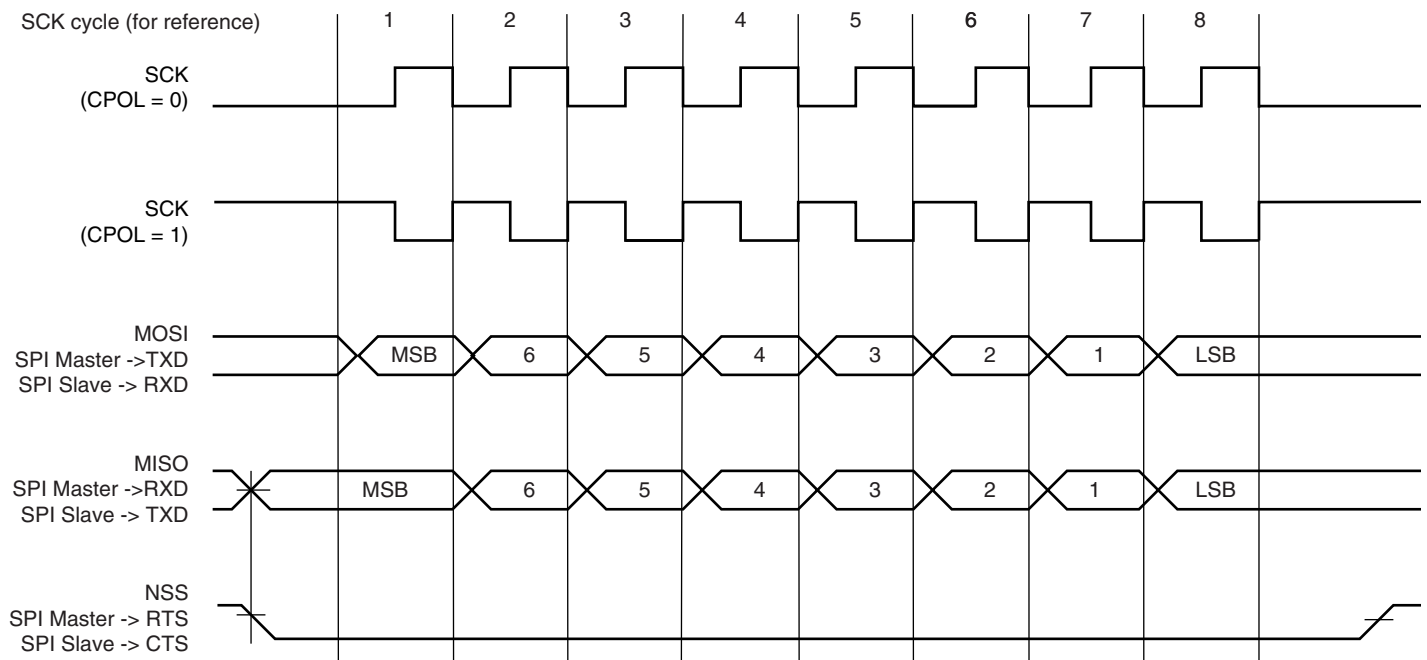 SCK cycle (for reference) 1 2 3 4 5 6 7 8
SCK
(CPOL = 0)
SCK
(CPOL = 1)
MOSI
SPI Master ->TXD
SPI Slave -> RXD
MSB 6 5 4 3 2 1 LSB
MISO
SPI Master ->RXD
SPI Slave -> TXD
MSB 6 5 4 3 2 1 LSB
NSS
SPI Master -> RTS
SPI Slave -> CTS